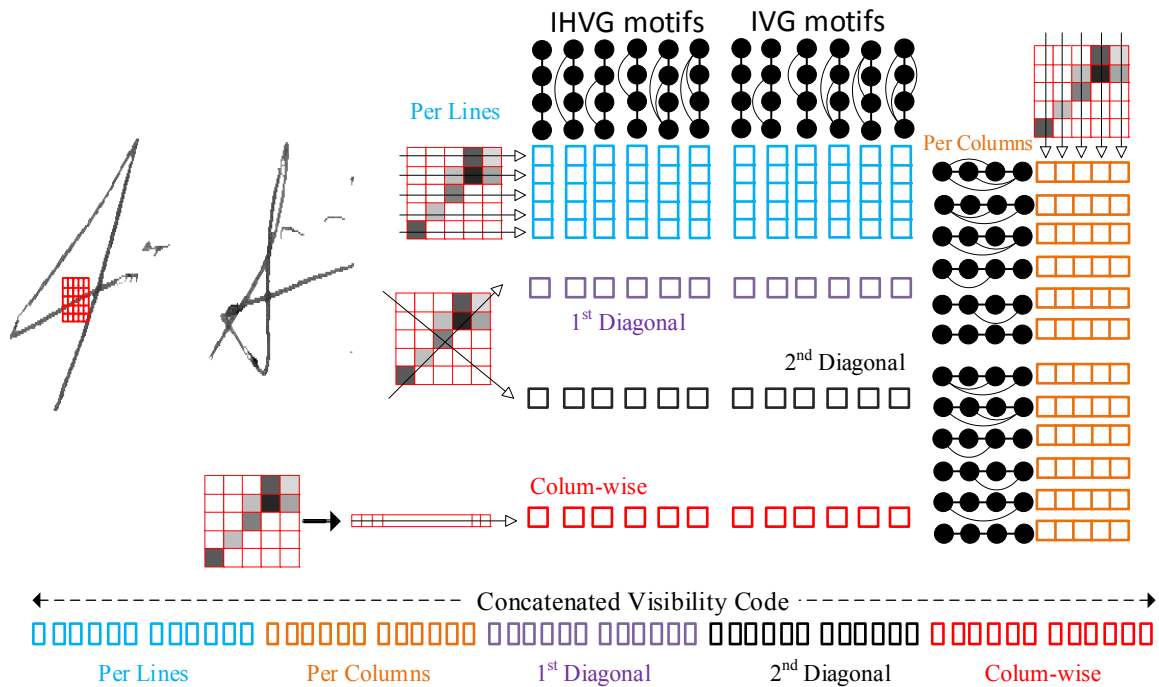 IHVG motifs IVG motifs
Per Lines
Per Columns
1st Diagonal
2nd Diagonal
Colum-wise
Concatenated Visibility Code
Per Lines Per Columns 1st Diagonal 2nd Diagonal Colum-wise